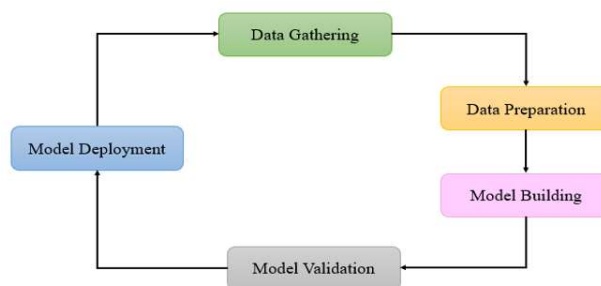 Data Gathering
Data Preparation
Model Building
Model Validation
Model Deployment